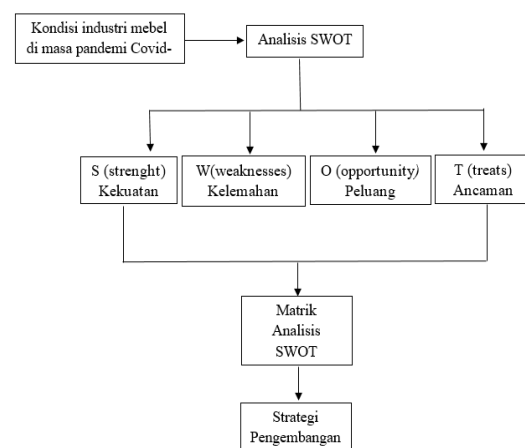 Kondisi industri mebel
di masa pandemi Covid-
Analisis SWOT
S (strenght)
Kekuatan
W(weaknesses)
Kelemahan
O (opportunity)
Peluang
T (treats)
Ancaman
Matrik
Analisis
SWOT
Strategi
Pengembangan